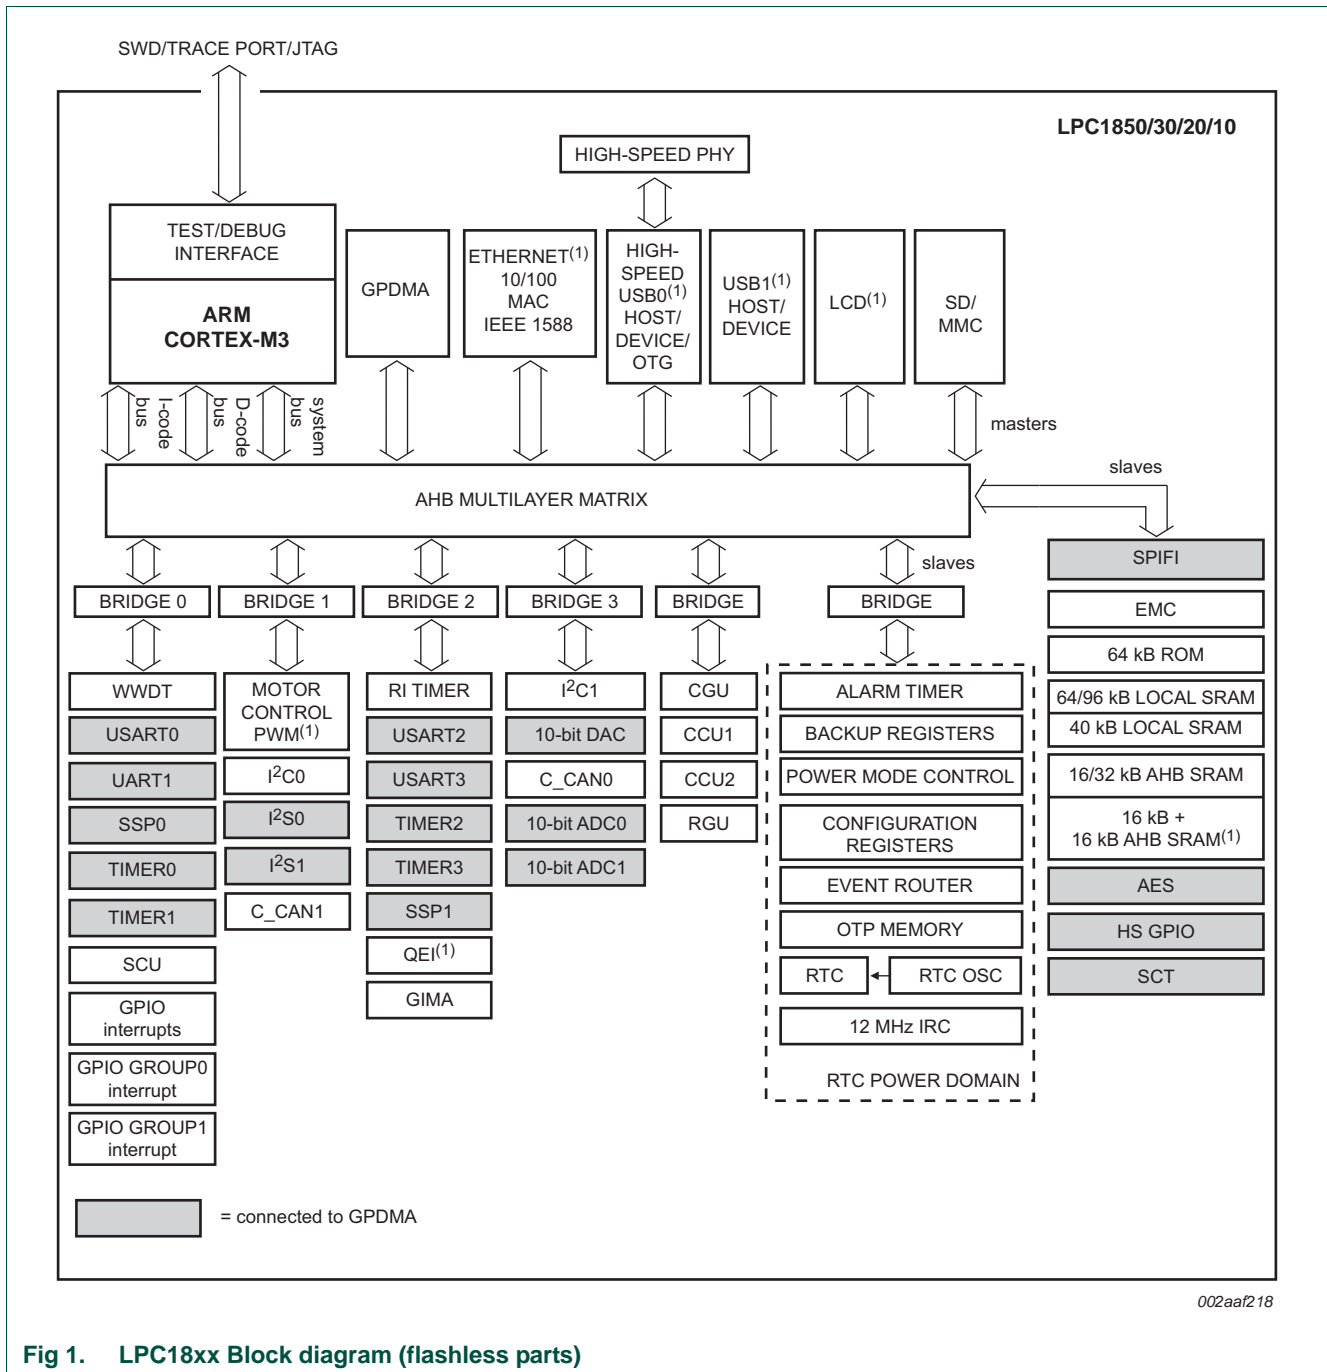 SWD/TRACE PORT/JTAG
LPC1850/30/20/10
HIGH-SPEED PHY
TEST/DEBUG
INTERFACE
ARM
CORTEX-M3
GPDMA
ETHERNET(1)
10/100
MAC
IEEE 1588
HIGH-
SPEED
USB0(1)
HOST/
DEVICE/
OTG
USB1(1)
HOST/
DEVICE
LCD(1)
SD/
MMC
I-code
bus
D-code
bus
system
bus
masters
slaves
AHB MULTILAYER MATRIX
slaves
BRIDGE 0
BRIDGE 1
BRIDGE 2
BRIDGE 3
BRIDGE
BRIDGE
WWDT
USART0
UART1
SSP0
TIMER0
TIMER1
SCU
GPIO
interrupts
GPIO GROUP0
interrupt
GPIO GROUP1
interrupt
MOTOR
CONTROL
PWM(1)
I2C0
I2S0
I2S1
C_CAN1
RI TIMER
USART2
USART3
TIMER2
TIMER3
SSP1
QEI(1)
GIMA
I2C1
10-bit DAC
C_CAN0
10-bit ADC0
10-bit ADC1
CGU
CCU1
CCU2
RGU
ALARM TIMER
BACKUP REGISTERS
POWER MODE CONTROL
CONFIGURATION
REGISTERS
EVENT ROUTER
OTP MEMORY
RTC
RTC OSC
12 MHz IRC
RTC POWER DOMAIN
SPIFI
EMC
64 kB ROM
64/96 kB LOCAL SRAM
40 kB LOCAL SRAM
16/32 kB AHB SRAM
16 kB +
16 kB AHB SRAM(1)
AES
HS GPIO
SCT
= connected to GPDMA
002aaf218
Fig 1. LPC18xx Block diagram (flashless parts)